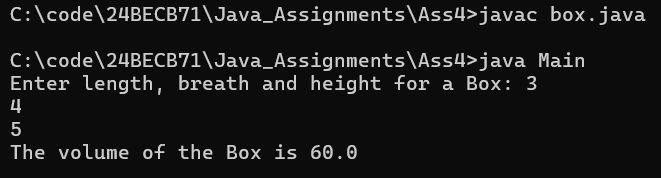 C:\code\24BECB71\Java_Assignments\Ass4>javac box.java
C:\code\24BECB71\Java_Assignments\Ass4>java Main
Enter length, breath and height for a Box: 3
4
5
The volume of the Box is 60.0